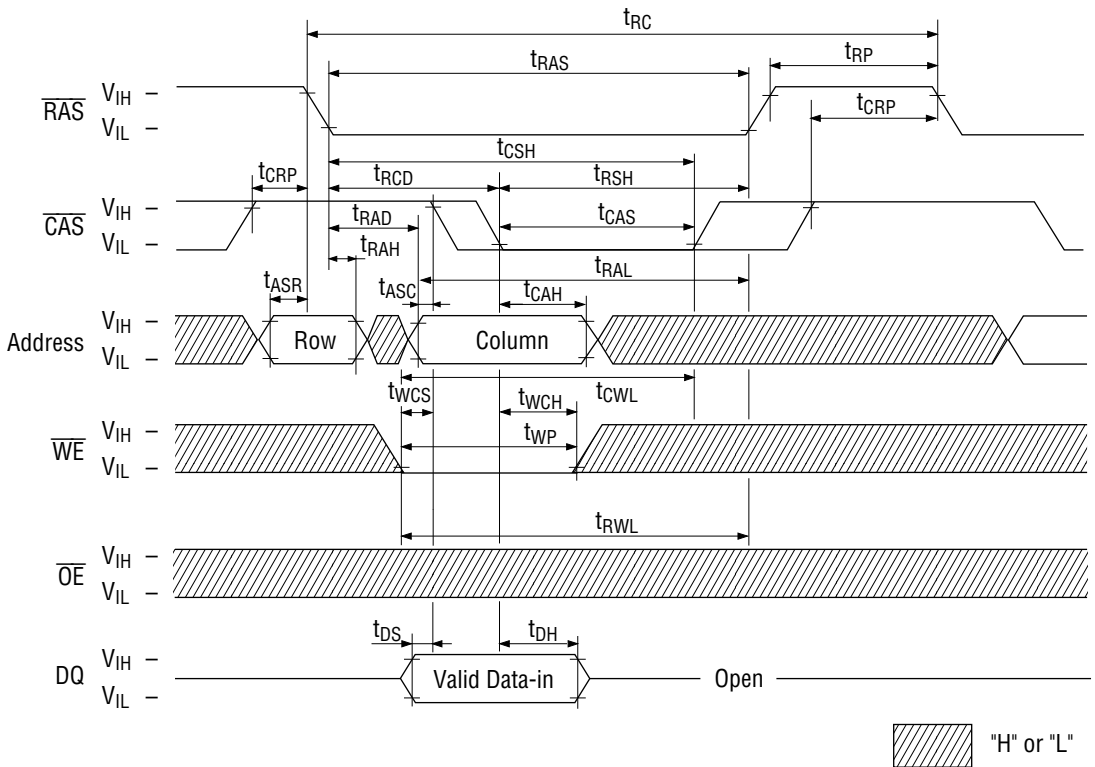 tRC
tRAS
tRP
RAS
VIH
VIL
tCRP
tCSH
tCRP
tRCD
tRSH
CAS
VIH
VIL
tRAD
tCAS
tRAH
tRAL
tASR
tASC
tCAH
Address
VIH
VIL
Row
Column
tWCS
tCWL
tWCH
WE
VIH
VIL
tWP
tRWL
OE
VIH
VIL
tDS
tDH
DQ
VIH
VIL
Valid Data-in
Open
"H" or "L"